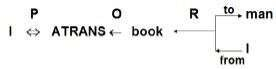 P O R to man
I ⇔ ATRANS ← book ←
I
from